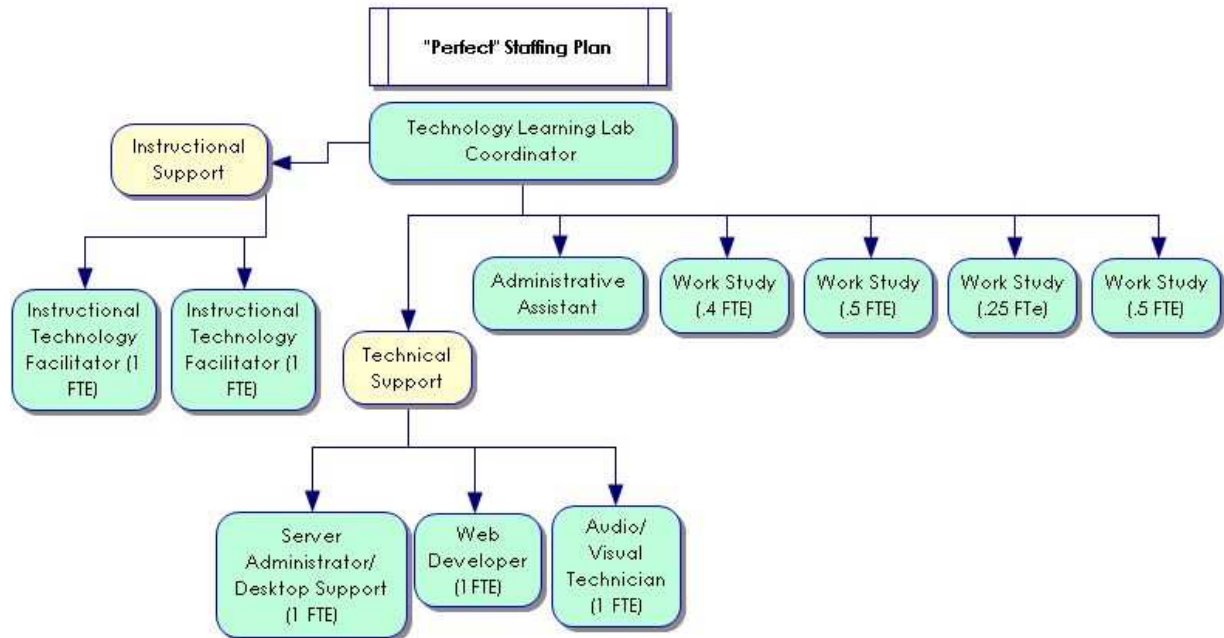 "Perfect" Staffing Plan
Technology Learning Lab
Coordinator
Instructional
Support
Instructional
Technology
Facilitator (1
FTE)
Instructional
Technology
Facilitator (1
FTE)
Administrative
Assistant
Work Study
(.4 FTE)
Work Study
(.5 FTE)
Work Study
(.25 FTe)
Work Study
(.5 FTE)
Technical
Support
Server
Administrator/
Desktop Support
(1 FTE)
Web
Developer
(1 FTE)
Audio/
Visual
Technician
(1 FTE)